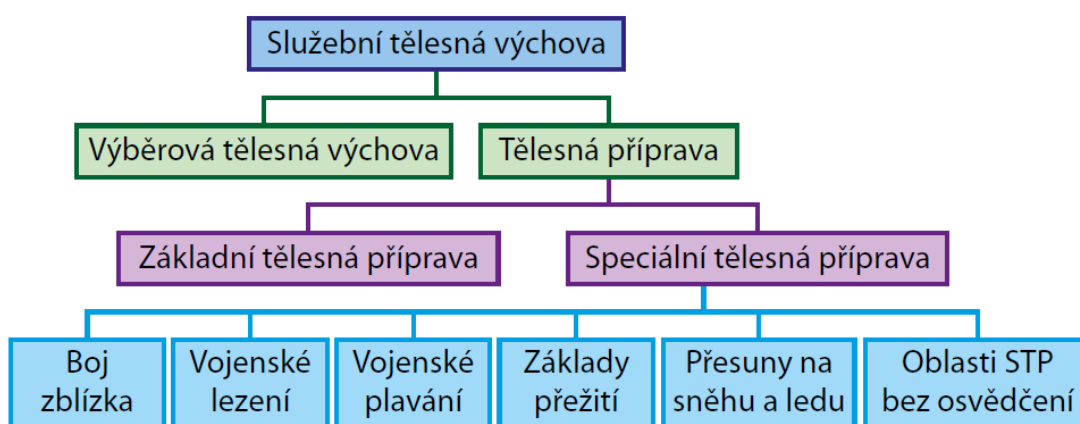 Služební tělesná výchova
Výběrová tělesná výchova
Tělesná příprava
Základní tělesná příprava
Speciální tělesná příprava
Boj
zblízka
Vojenské
lezení
Vojenské
plavání
Základy
přežití
Přesuny na
sněhu a ledu
Oblasti STP
bez osvědčení